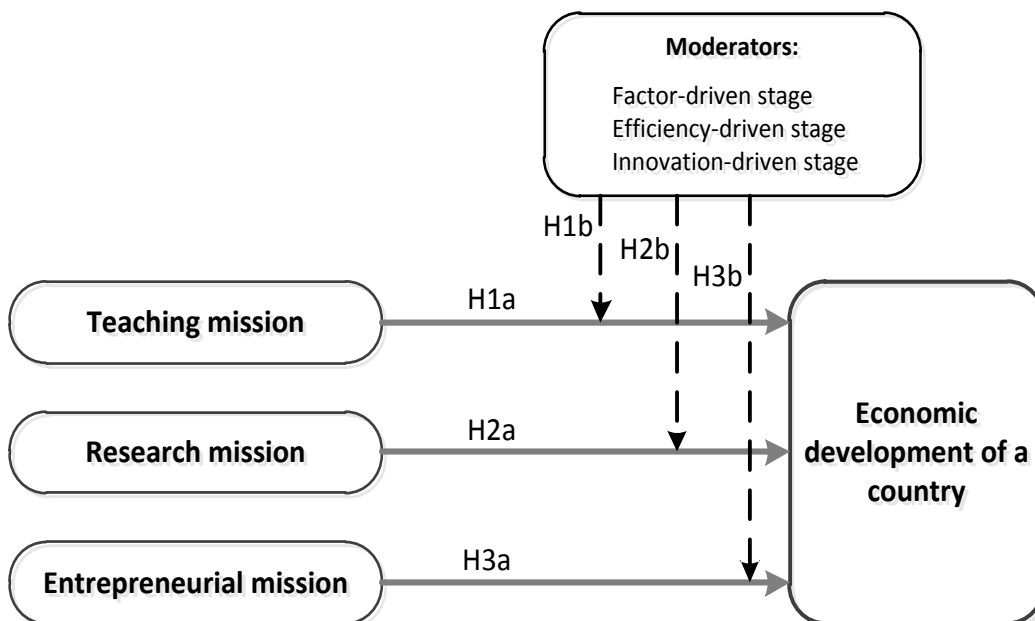 Moderators:
Factor-driven stage
Efficiency-driven stage
Innovation-driven stage
H1b
H2b
H3b
Teaching mission
H1a
Research mission
H2a
Entrepreneurial mission
H3a
Economic
development of a
country